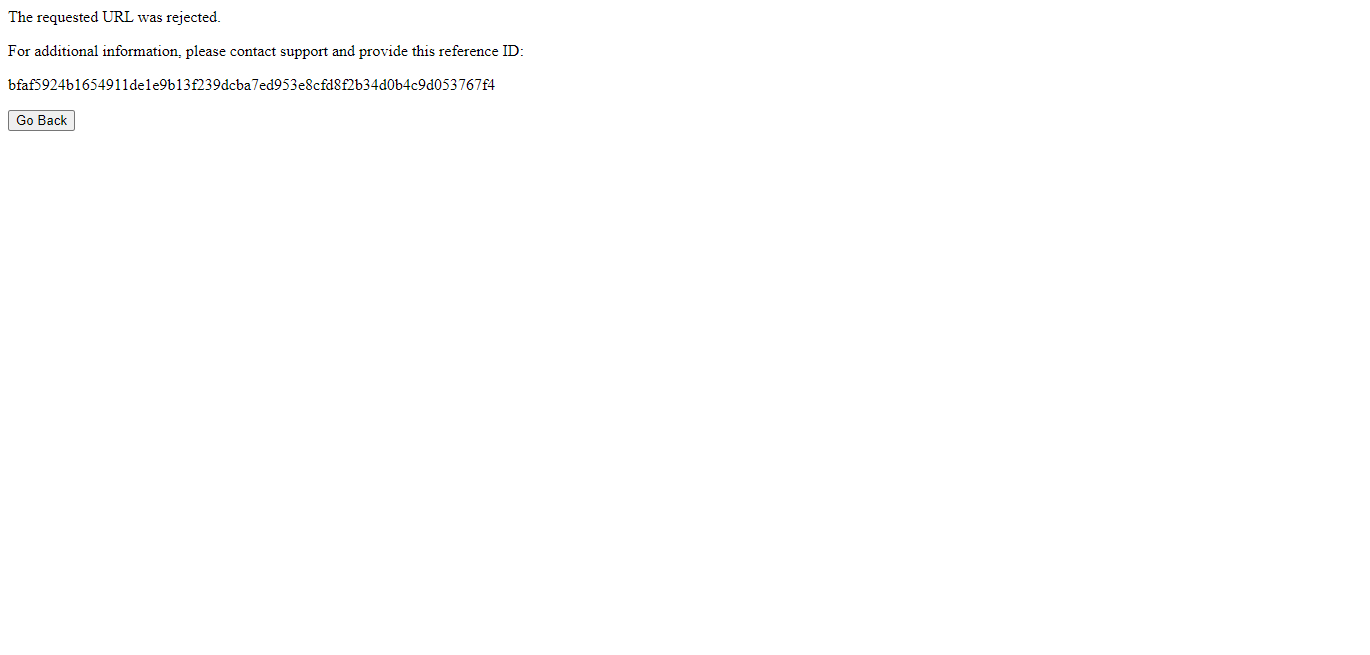 The requested URL was rejected.
For additional information, please contact support and provide this reference ID:
bfaf5924b1654911de1e9b13f239dcba7ed953e8cfd8f2b34d0b4c9d053767f4
Go Back